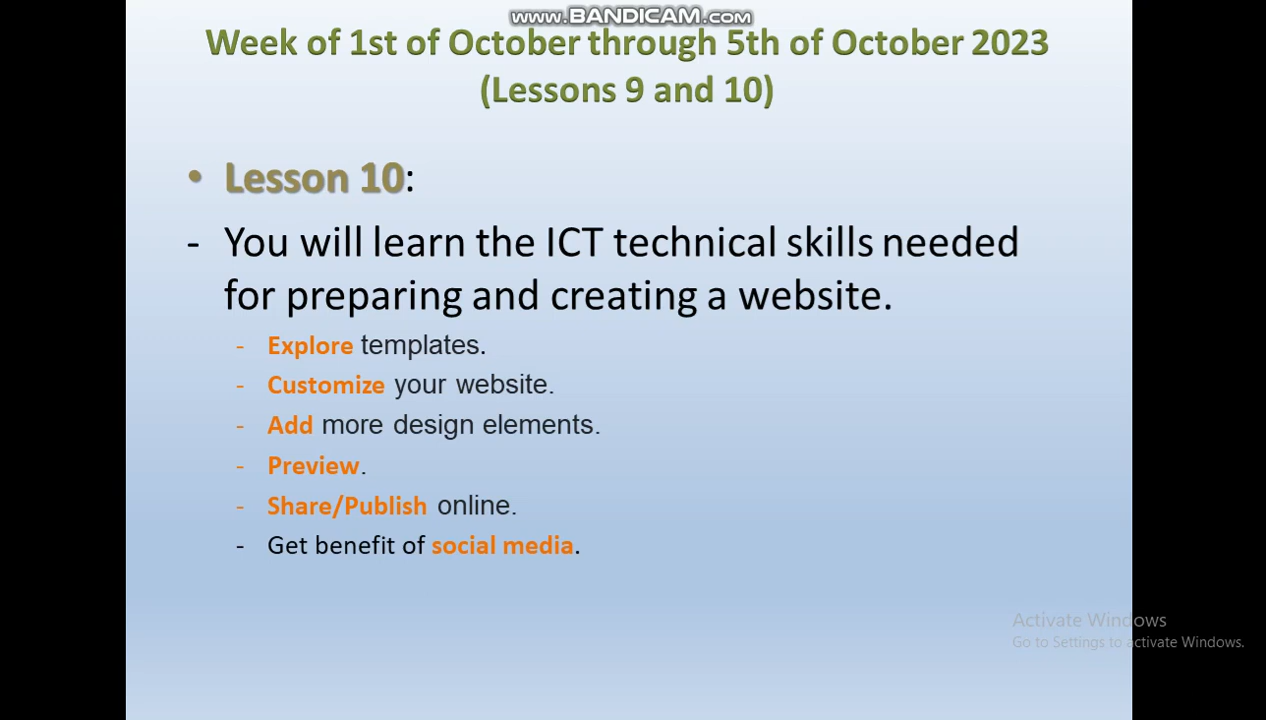 www.BANDICAM.com
Week of 1st of October through 5th of October 2023
(Lessons 9 and 10)
• Lesson 10:
- You will learn the ICT technical skills needed
for preparing and creating a website.
- Explore templates.
- Customize your website.
- Add more design elements.
- Preview.
- Share/Publish online.
- Get benefit of social media.
Activate Windows
Go to Settings to activate Windows.